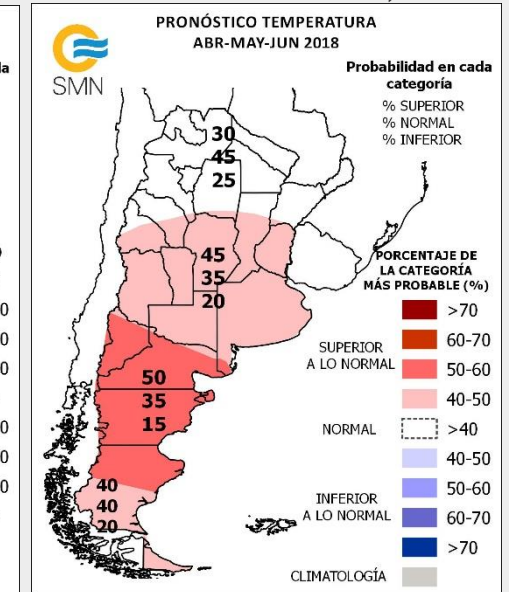 PRONÓSTICO TEMPERATURA
ABR-MAY-JUN 2018
SMN
Probabilidad en cada
categoría
% SUPERIOR
% NORMAL
% INFERIOR
30
45
25
45
35
20
50
35
15
40
40
20
PORCENTAJE DE
LA CATEGORÍA
MÁS PROBABLE (%)
SUPERIOR
A LO NORMAL
>70
60-70
50-60
40-50
NORMAL
>40
INFERIOR
A LO NORMAL
40-50
50-60
60-70
>70
CLIMATOLOGÍA